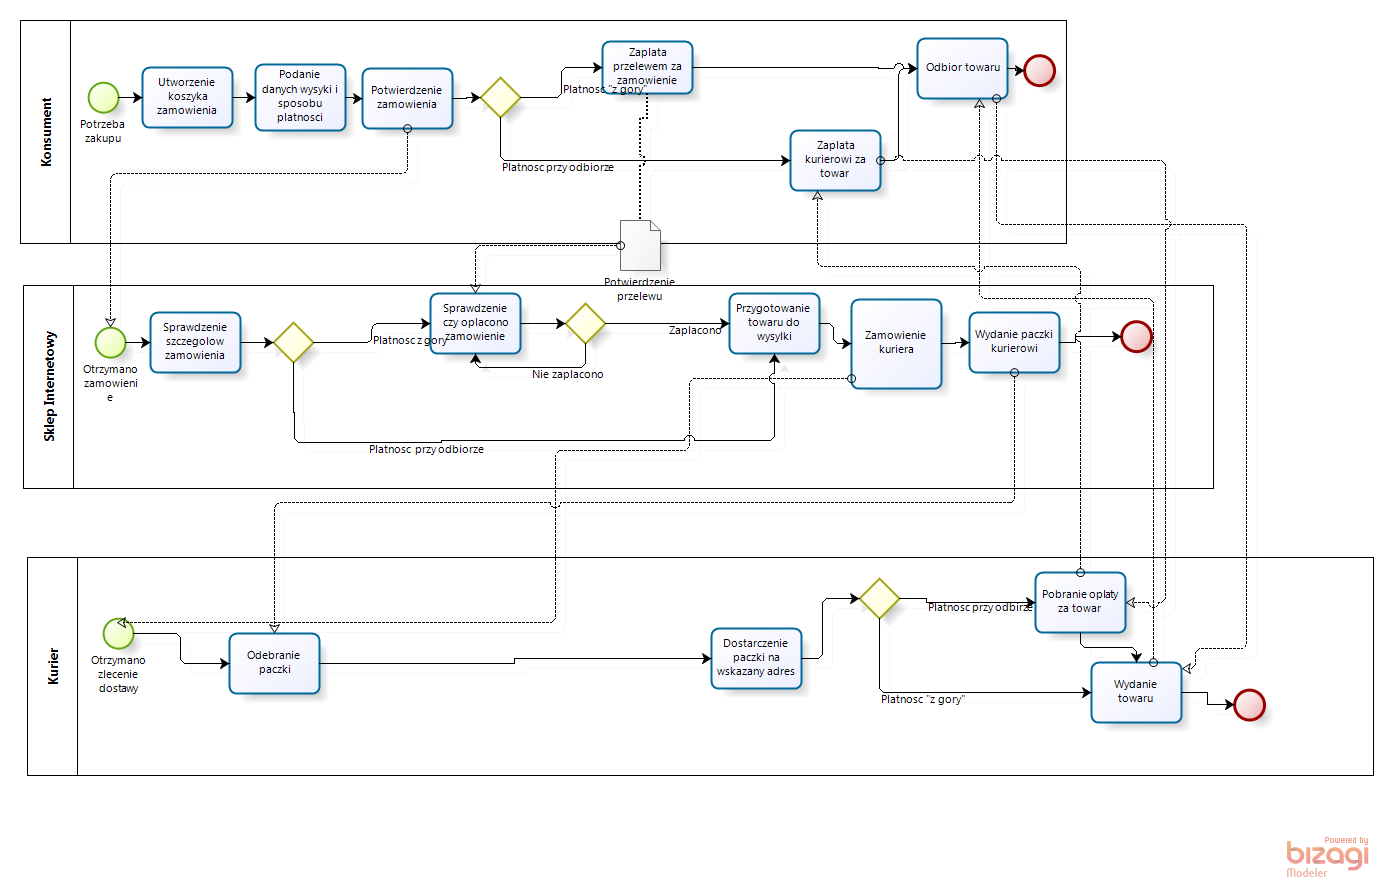 Konsument
Potrzeba
zakupu
Utworzenie
koszyka
zamowienia
Podanie
danych wysyki i
sposobu
platnosci
Potwierdzenie
zamowienia
Platnosc "z gory"
Zaplata
przelewem za
zamowienie
Platnosc przy odbiorze
Zaplata
kurierowi za
towar
Odbior towaru
Potwierdzenie
przelewu
Sklep Internetowy
Otrzymano
zamowieni
e
Sprawdzenie
szczegolow
zamowienia
Platnosc z gory
Sprawdzenie
czy oplacono
zamowienie
Nie zaplacono
Zaplacono
Przygotowanie
towaru do
wysylki
Zamowienie
kuriera
Wydanie paczki
kurierowi
Platnosc przy odbiorze
Kurier
Otrzymano
zlecenie
dostawy
Odebranie
paczki
Dostarczenie
paczki na
wskazany adres
Platnosc przy odbirze
Pobranie oplaty
za towar
Platnosc "z gory"
Wydanie
towaru
Powered by
bizagi
Modeler